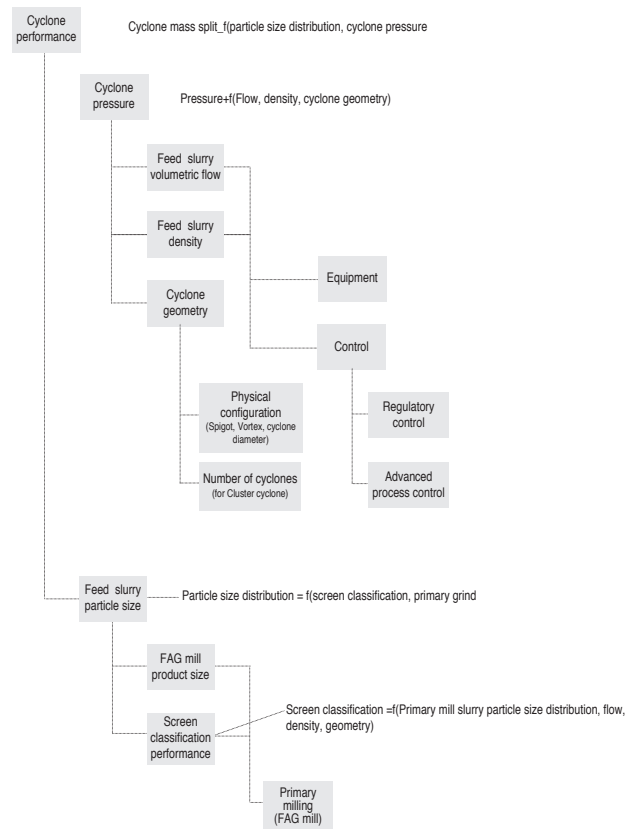 Cyclone
performance
Cyclone mass split_f(particle size distribution, cyclone pressure
Cyclone
pressure
Pressure+f(Flow, density, cyclone geometry)
Feed slurry
volumetric flow
Feed slurry
density
Equipment
Cyclone
geometry
Control
Physical
configuration
(Spigot, Vortex, cyclone
diameter)
Regulatory
control
Number of cyclones
(for Cluster cyclone)
Advanced
process control
Feed slurry
particle size
Particle size distribution = f(screen classification, primary grind
FAG mill
product size
Screen
classification
performance
Screen classification =f(Primary mill slurry particle size distribution, flow,
density, geometry)
Primary
milling
(FAG mill)